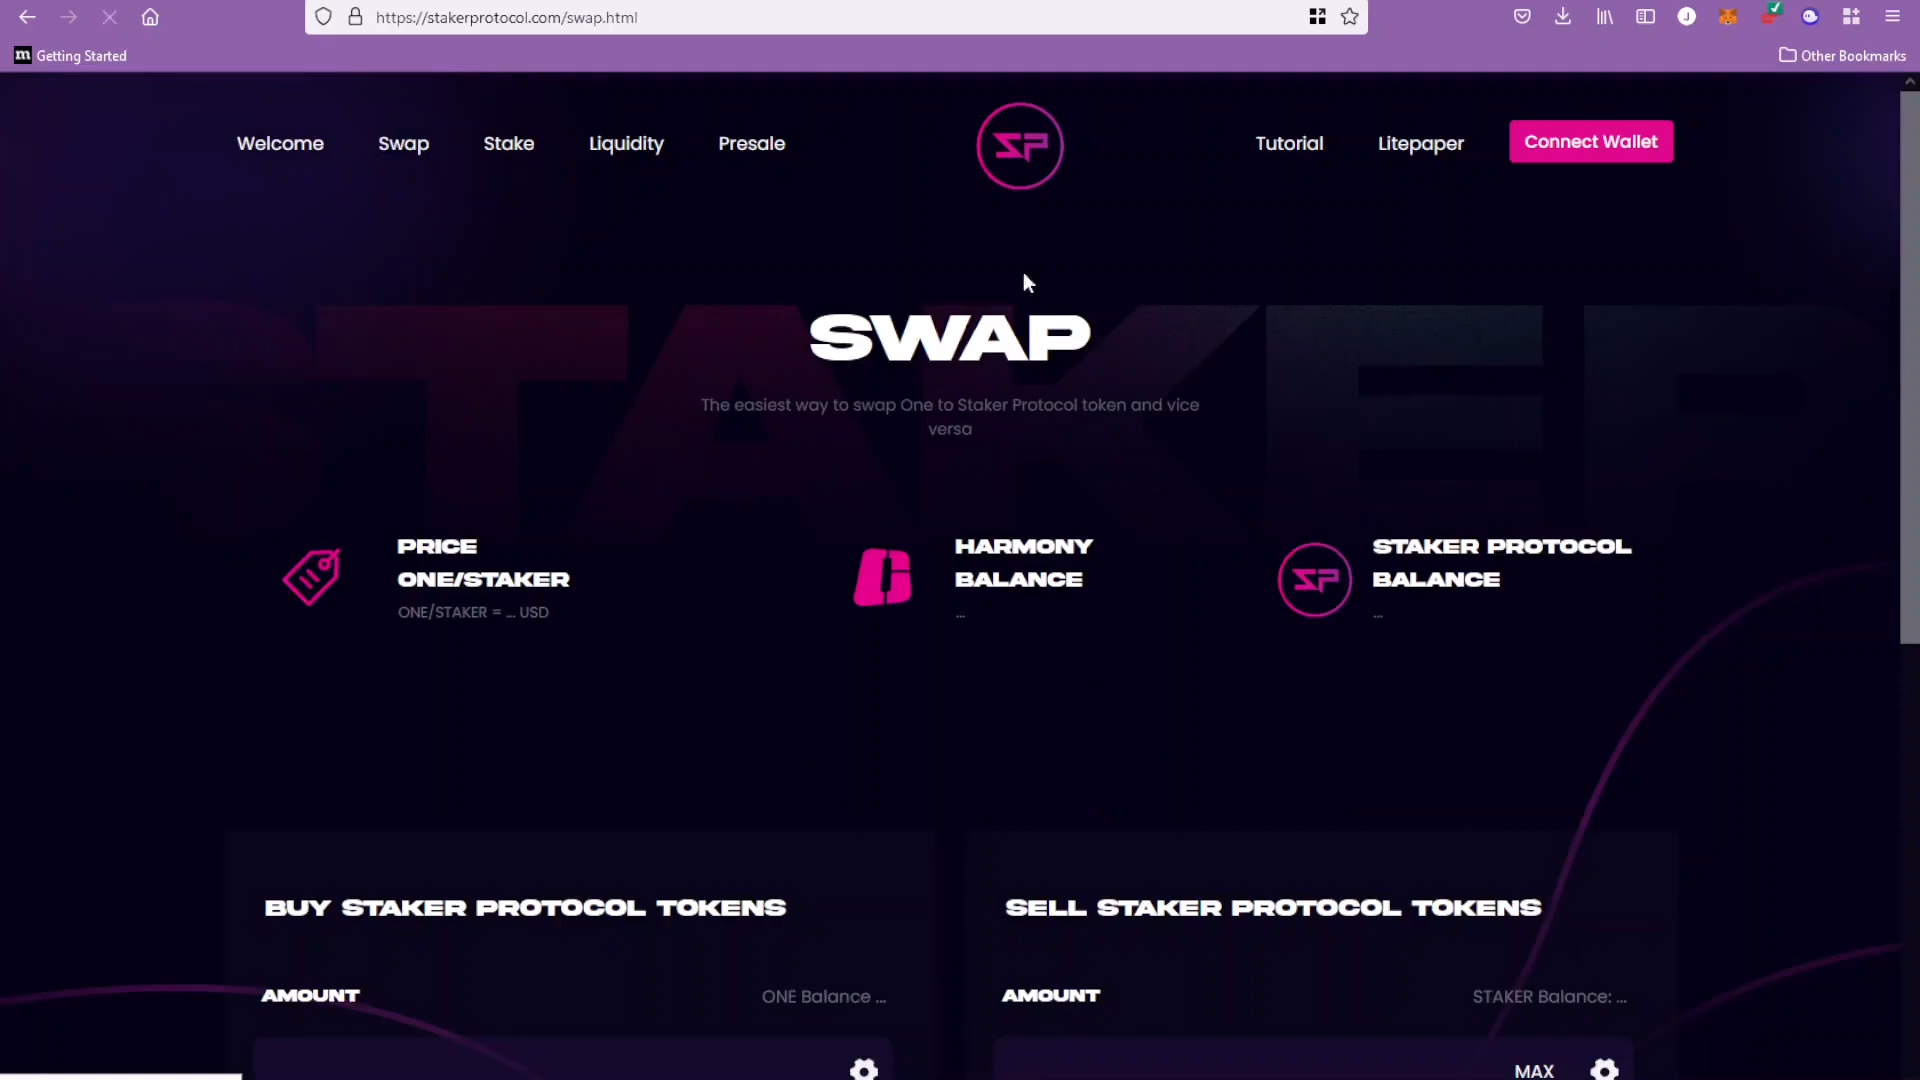 https://stakerprotocol.com/swap.html
J
m Getting Started
Other Bookmarks
Welcome
Swap
Stake
Liquidity
Presale
SP
Tutorial
Litepaper
Connect Wallet
STAKER
SWAP
The easiest way to swap One to Staker Protocol token and vice
versa
PRICE
ONE/STAKER
ONE/STAKER = ... USD
HARMONY
BALANCE
...
SP
STAKER PROTOCOL
BALANCE
...
BUY STAKER PROTOCOL TOKENS
AMOUNT
ONE Balance ...
SELL STAKER PROTOCOL TOKENS
AMOUNT
STAKER Balance: ...
MAX